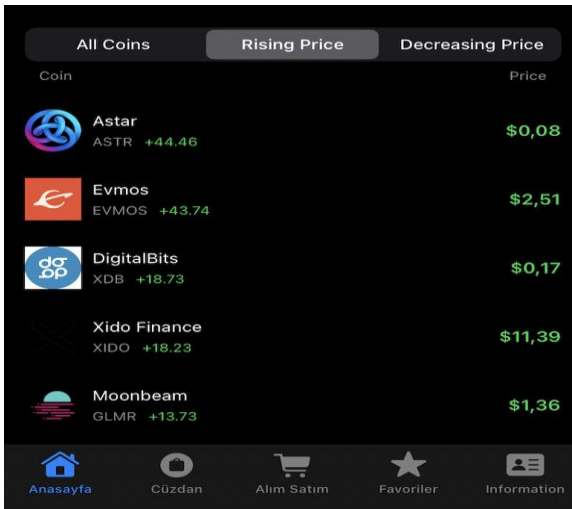 All Coins Rising Price Decreasing Price
Coin Price
Astar
ASTR +44.46 $0,08
Evmos
EVMOS +43.74 $2,51
DigitalBits
XDB +18.73 $0,17
Xido Finance
XIDO +18.23 $11,39
Moonbeam
GLMR +13.73 $1,36
Anasayfa Cüzdan Alım Satım Favoriler Information